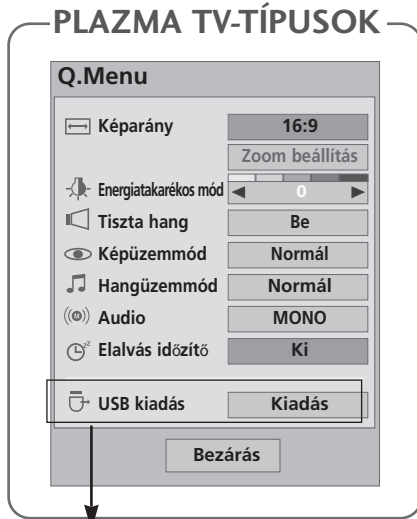 PLAZMA TV-TÍPUSOK
Q.Menu
Képarány 16:9
Zoom beállítás
Energiatakarékos mód 0
Tiszta hang Be
Képüzemmód Normál
Hangüzemmód Normál
Audio MONO
Elalvás időzítő Ki
USB kiadás Kiadás
Bezárás